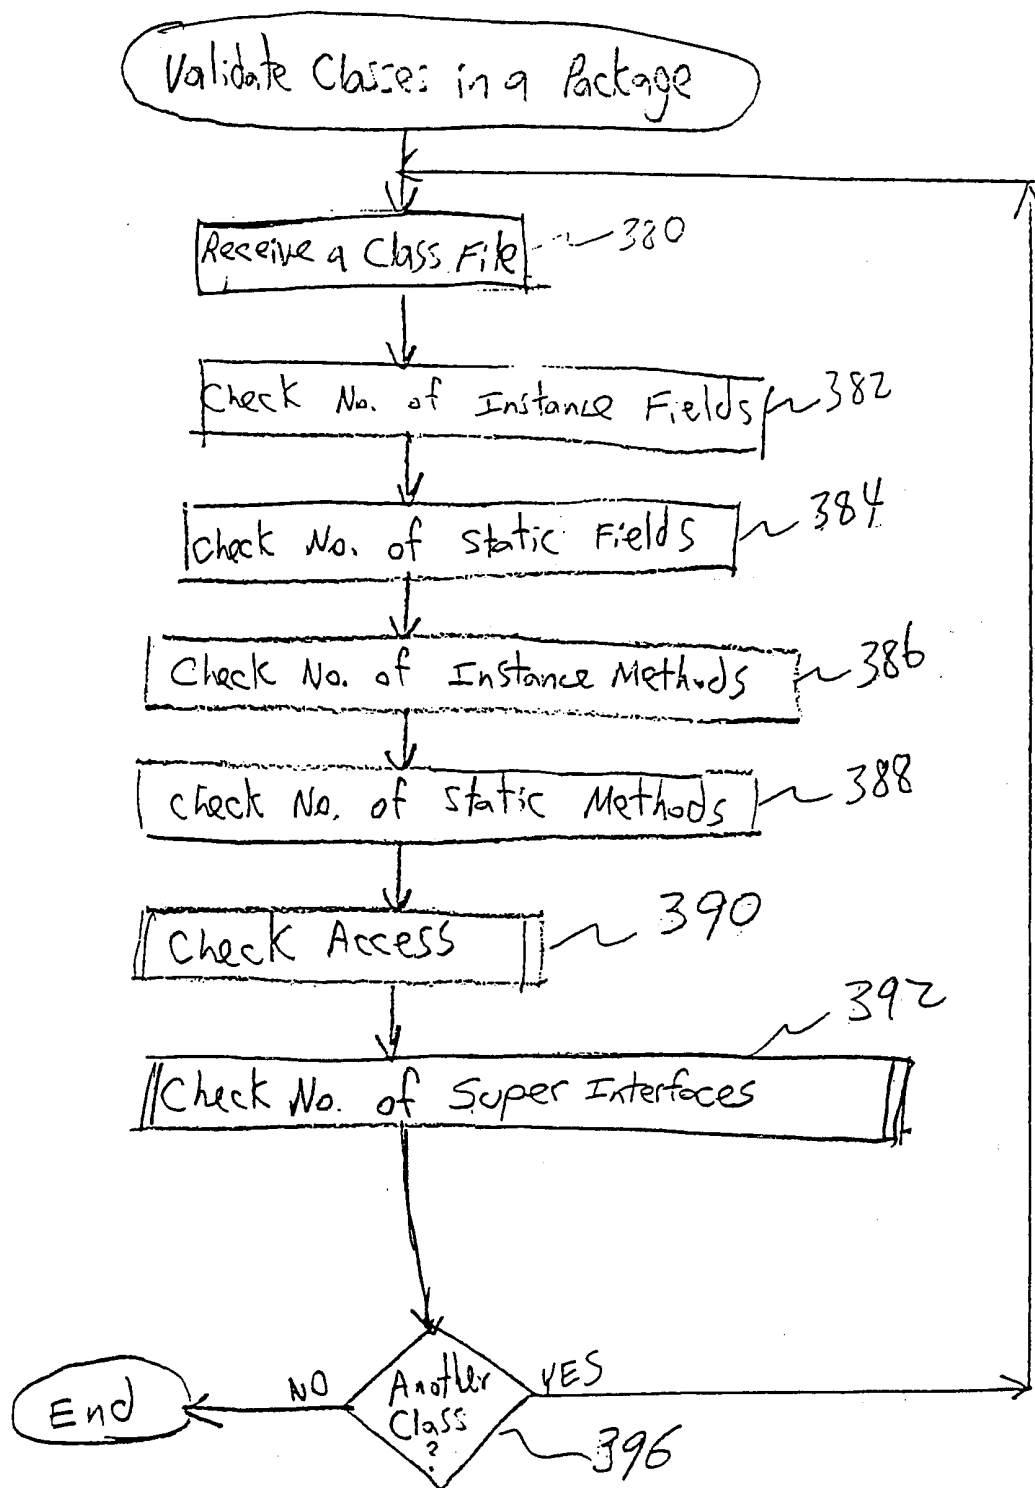 Validate Classes in a Package
Receive a Class File
380
Check No. of Instance Fields
382
Check No. of Static Fields
384
Check No. of Instance Methods
386
Check No. of Static Methods
388
Check Access
390
392
Check No. of Super Interfaces
Another
Class
?
NO
YES
End
396